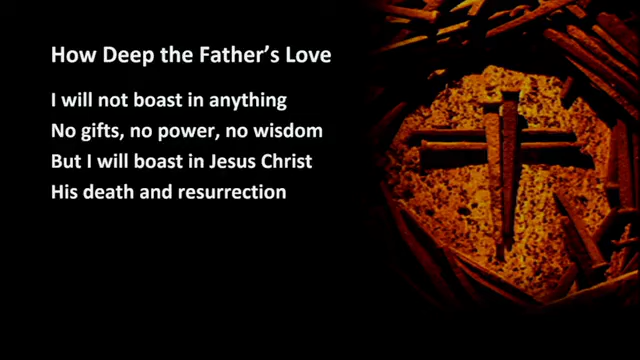 How Deep the Father's Love
I will not boast in anything
No gifts, no power, no wisdom
But I will boast in Jesus Christ
His death and resurrection